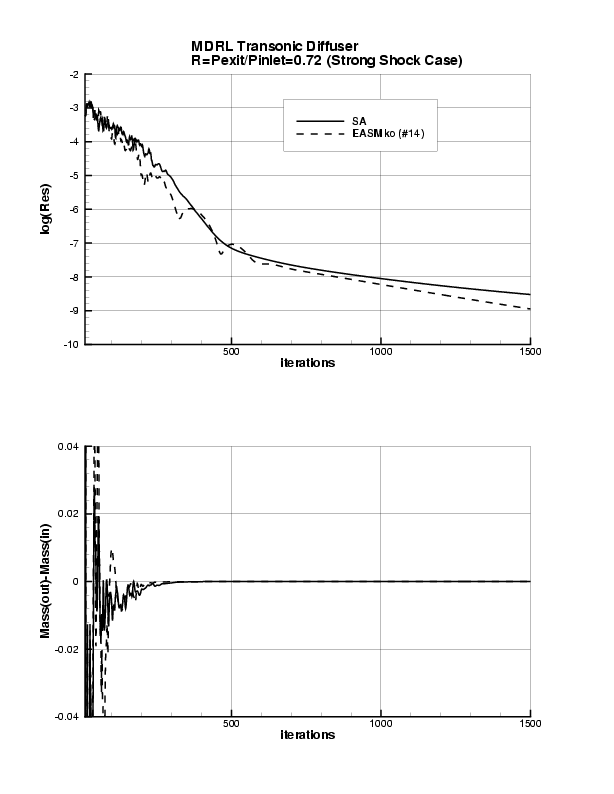 MDRL Transonic Diffuser
R=Pexit/Pinlet=0.72 (Strong Shock Case)
-2
-3
-4
-5
-6
-7
-8
-9
-10
log(Res)
SA
EASMko (#14)
500
1000
1500
iterations
0.04
0.02
0
-0.02
-0.04
Mass(out)-Mass(in)
500
1000
1500
iterations